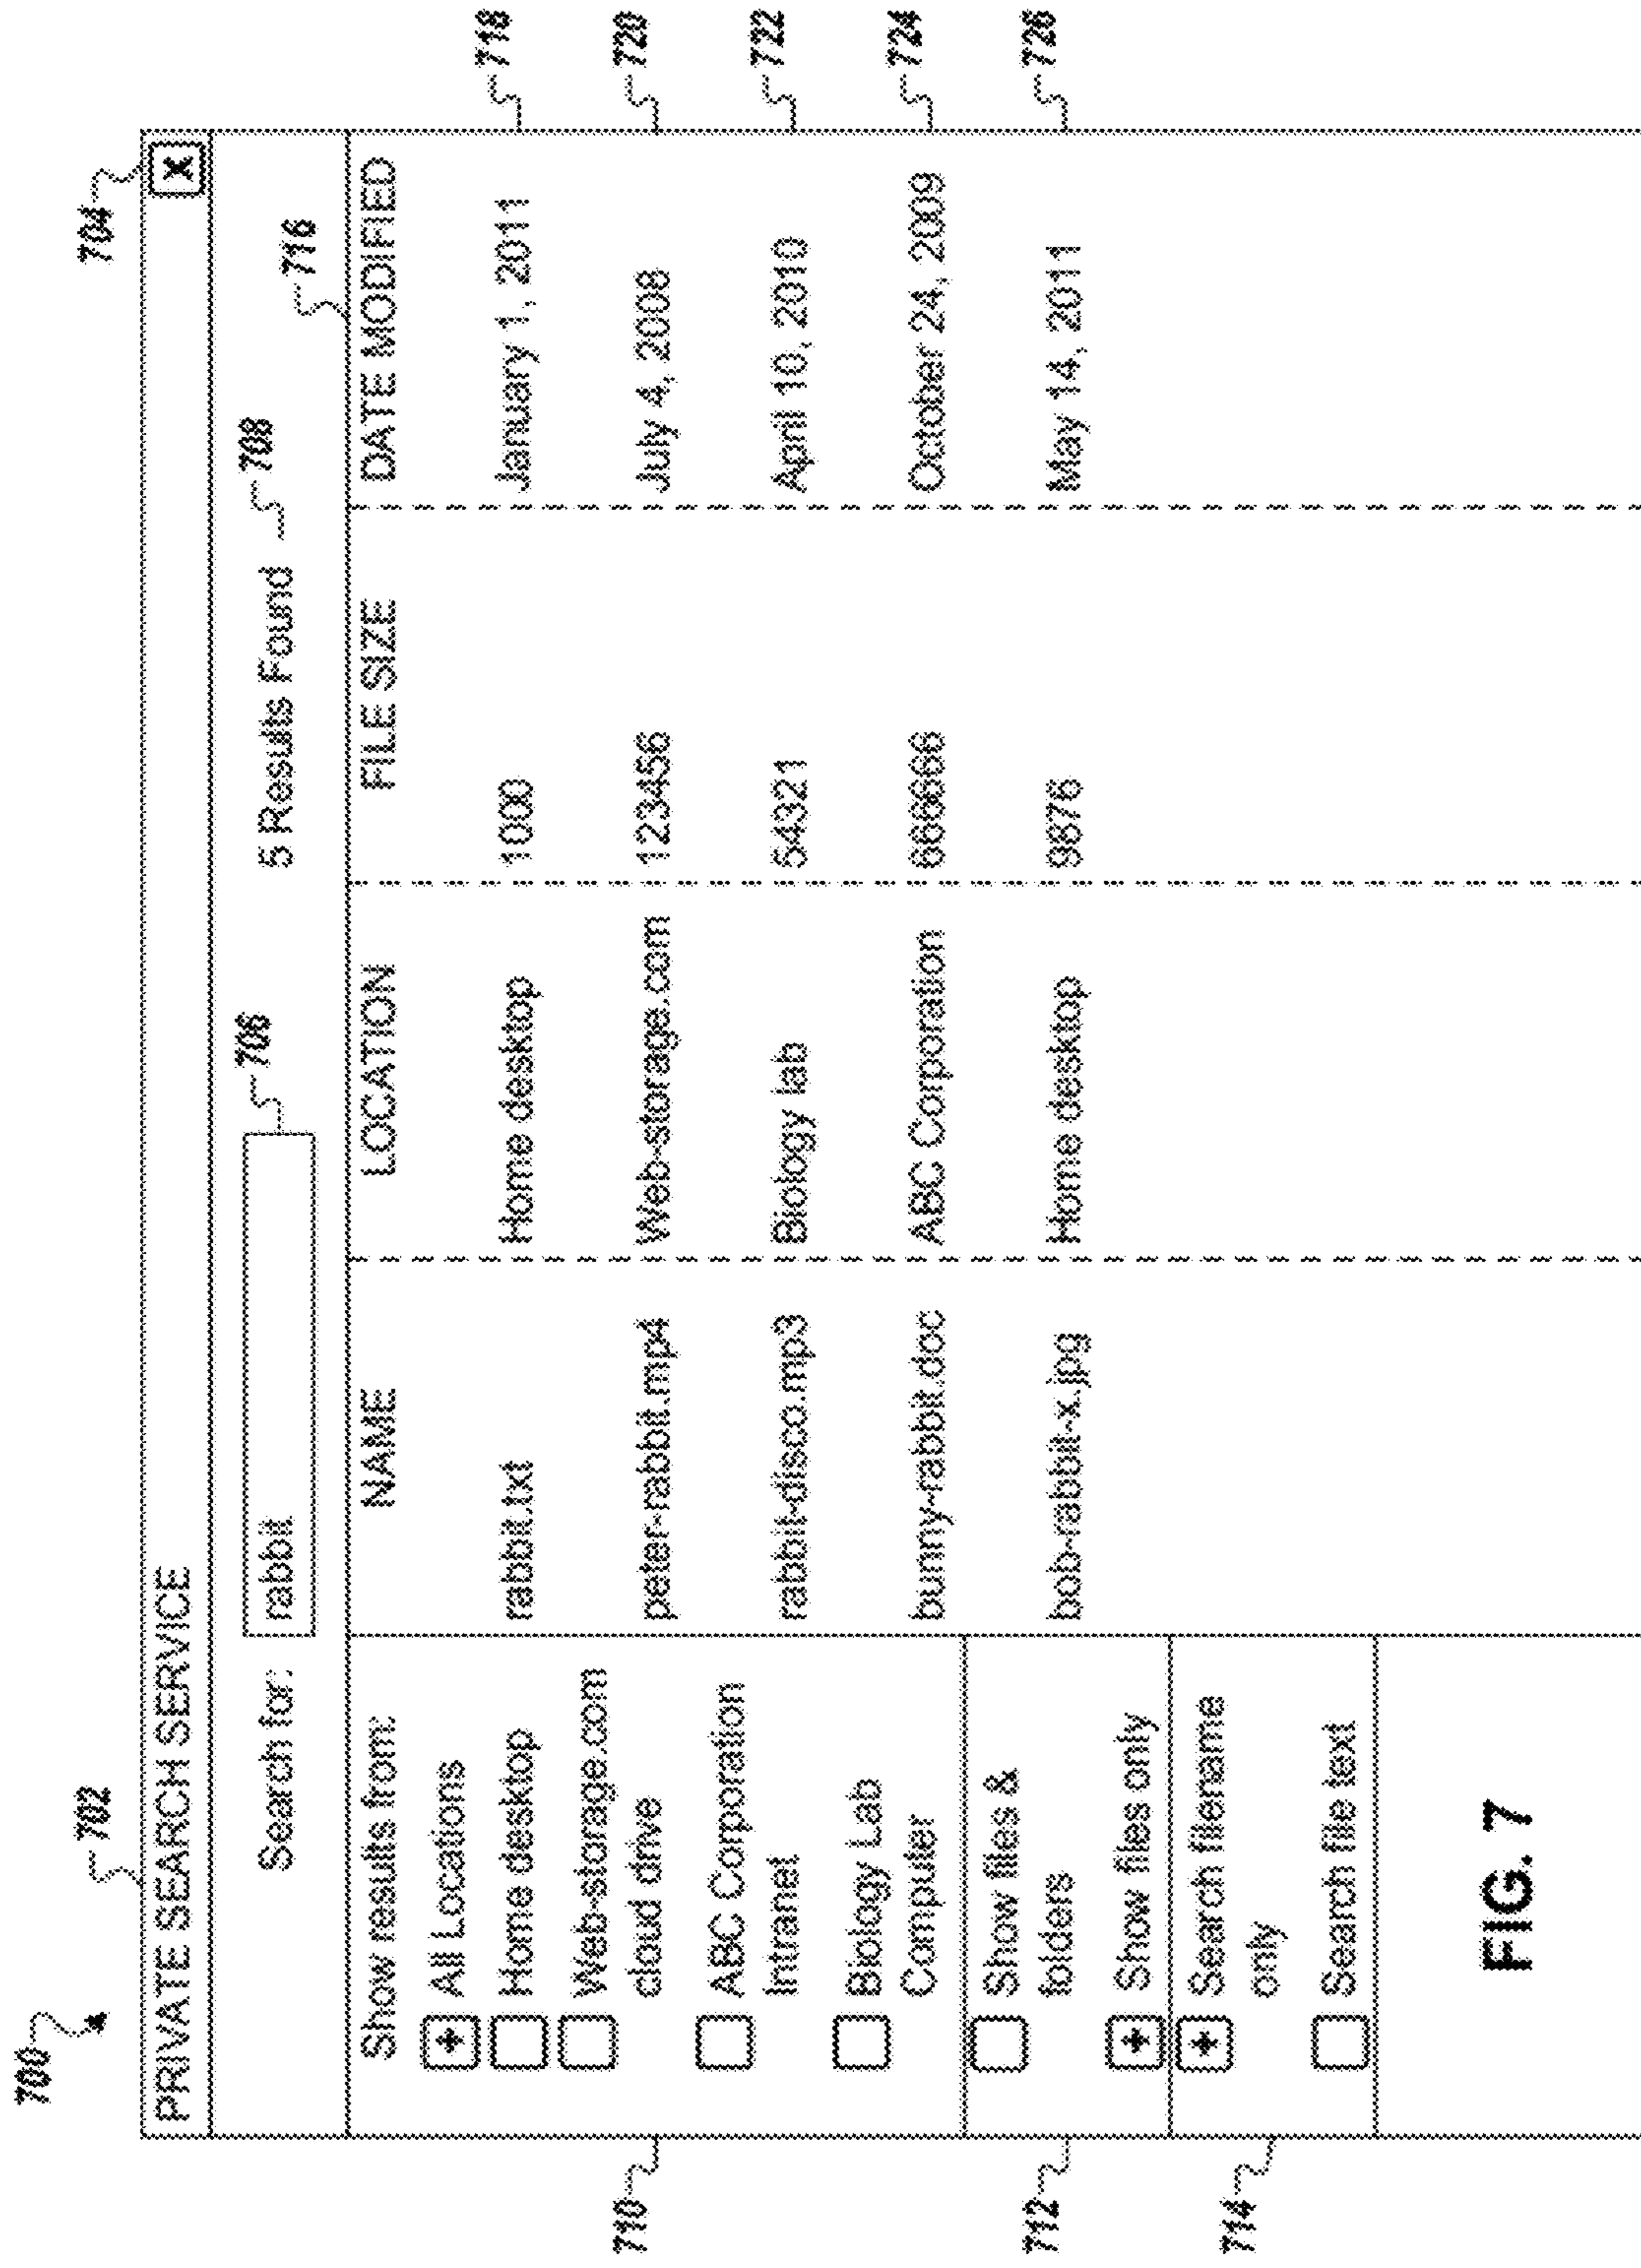 700
702
704
PRIVATE SEARCH SERVICE
X
Search for:
rabbit
706
5 Results Found
708
716
Show results from:
All Locations
Home desktop
Web-storage.com
cloud drive
ABC Corporation
Intranet
Biology Lab
Computer
710
Show files &
folders
Show files only
712
Search filename
only
Search file text
714
NAME LOCATION FILE SIZE DATE MODIFIED
rabbit.txt Home desktop 1000 January 1, 2011 718
peter-rabbit.mp4 Web-storage.com 123456 July 4, 2008 720
rabbit-disco.mp3 Biology lab 54321 April 10, 2010 722
bunny-rabbit.doc ABC Corporation 666666 October 24, 2009 724
bob-rabbit-x.jpg Home desktop 9876 May 14, 2011 726
FIG. 7